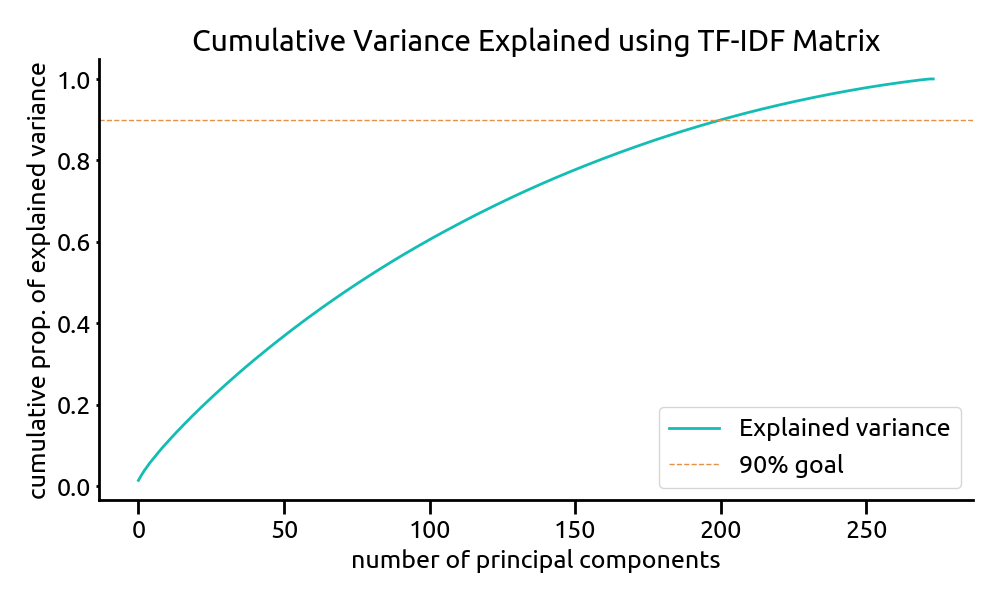 Cumulative Variance Explained using TF-IDF Matrix
cumulative prop. of explained variance
1.0
0.8
0.6
0.4
0.2
0.0
Explained variance
90% goal
0 50 100 150 200 250
number of principal components